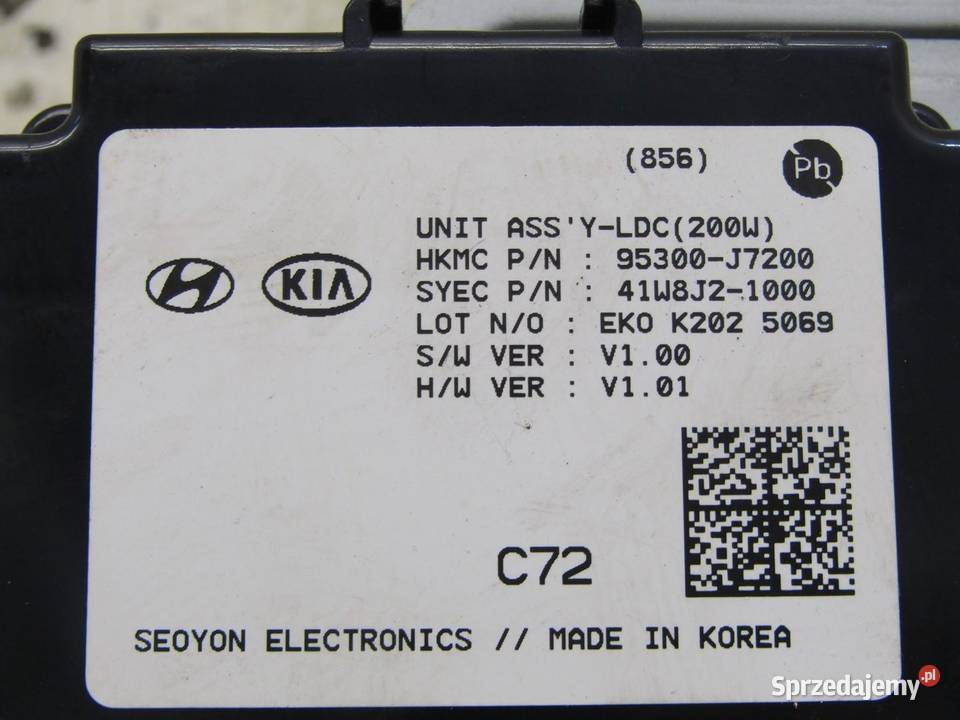 (856)
Pb
UNIT ASS'Y-LDC(200W)
HKMC P/N : 95300-J7200
KIA
SYEC P/N : 41W8J2-1000
LOT N/O : EKO K202 5069
S/W VER : V1.00
H/W VER : V1.01
C72
SEOYON ELECTRONICS // MADE IN KOREA
Sprzedajemy.pl